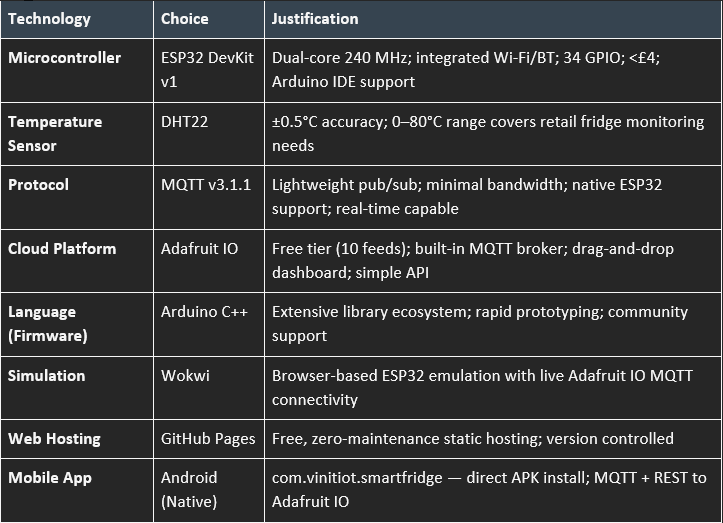 Technology Choice Justification
Microcontroller ESP32 DevKit Dual-core 240 MHz; integrated Wi-Fi/BT; 34 GPIO; <£4;
v1 Arduino IDE support
Temperature DHT22 ±0.5°C accuracy; 0–80°C range covers retail fridge monitoring
Sensor needs
Protocol MQTT v3.1.1 Lightweight pub/sub; minimal bandwidth; native ESP32
support; real-time capable
Cloud Platform Adafruit IO Free tier (10 feeds); built-in MQTT broker; drag-and-drop
dashboard; simple API
Language Arduino C++ Extensive library ecosystem; rapid prototyping; community
(Firmware) support
Simulation Wokwi Browser-based ESP32 emulation with live Adafruit IO MQTT
connectivity
Web Hosting GitHub Pages Free, zero-maintenance static hosting; version controlled
Mobile App Android com.vinitiot.smartfridge — direct APK install; MQTT + REST to
(Native) Adafruit IO